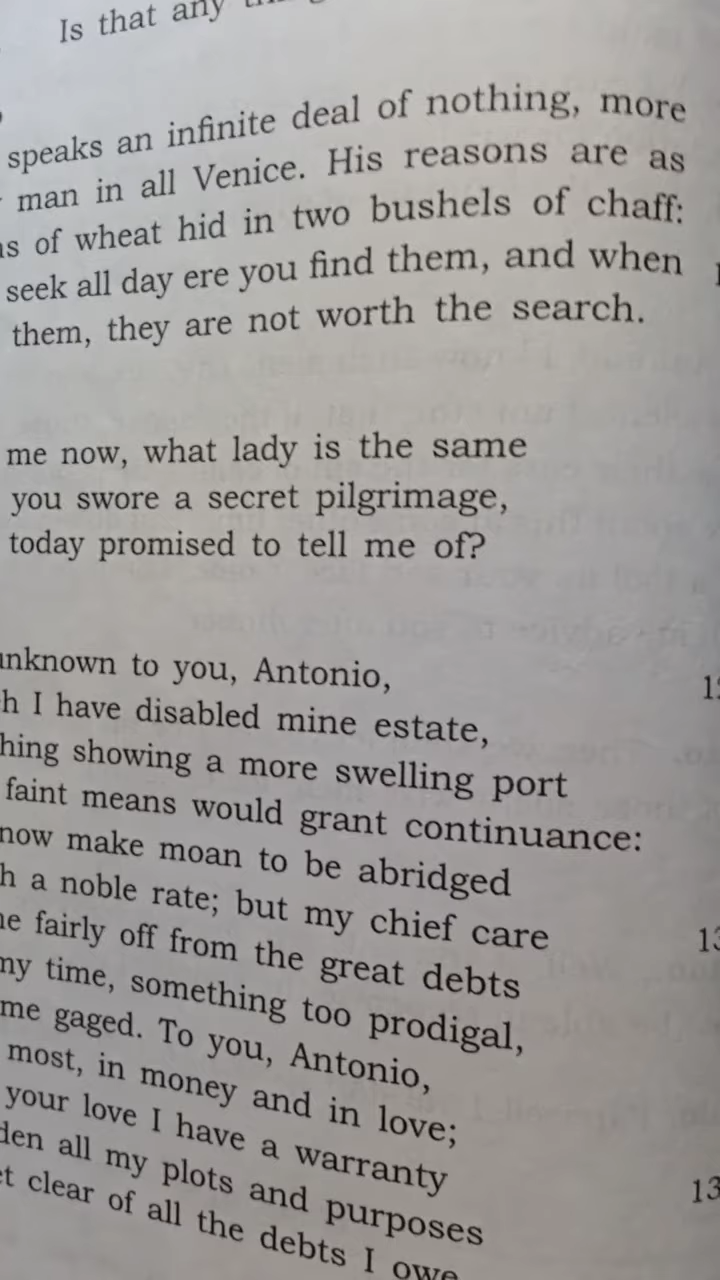 Is that any
speaks an infinite deal of nothing, more
man in all Venice. His reasons are as
of wheat hid in two bushels of chaff:
seek all day ere you find them, and when
them, they are not worth the search.
me now, what lady is the same
you swore a secret pilgrimage,
today promised to tell me of?
unknown to you, Antonio,
h I have disabled mine estate,
hing showing a more swelling port
faint means would grant continuance:
now make moan to be abridged
h a noble rate; but my chief care
fairly off from the great debts
my time, something too prodigal,
me gaged. To you, Antonio,
most, in money and in love;
your love I have a warranty
den all my plots and purposes
et clear of all the debts I owe